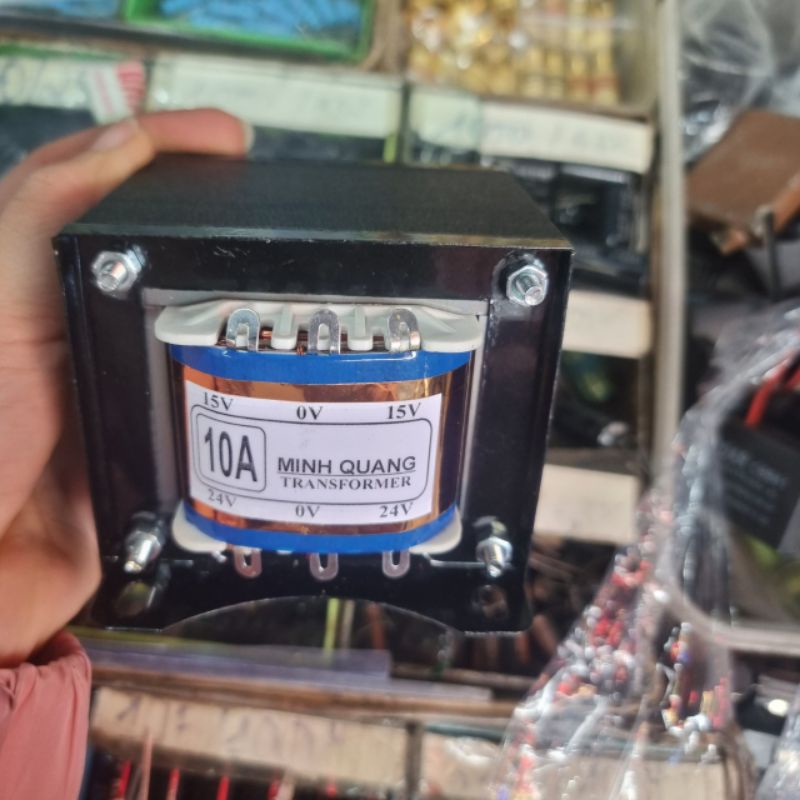 15V 0V 15V
10A
MINH QUANG
TRANSFORMER
24V 0V 24V